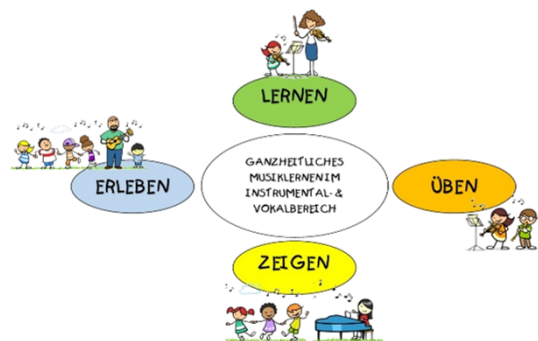 LERNEN
ERLEBEN
GANZHEITLICHES
MUSIKLERNEN IM
INSTRUMENTAL- &
VOKALBEREICH
ÜBEN
ZEIGEN